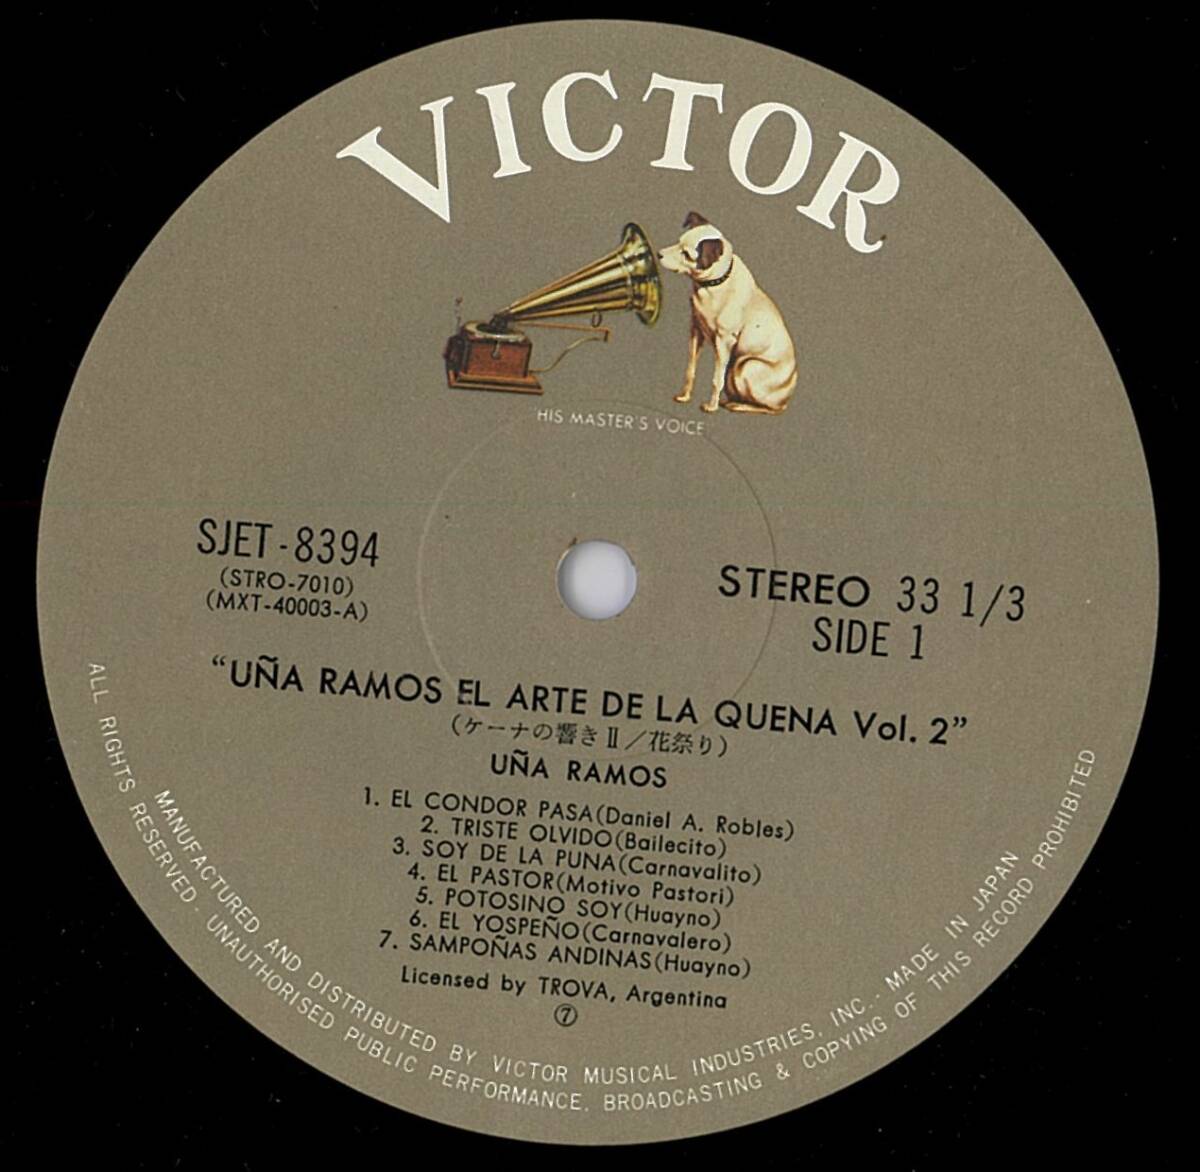 VICTOR
HIS MASTER'S VOICE
SJET-8394
(STRO-7010)
(MXT-40003-A)
STEREO 33 1/3
SIDE 1
"UÑA RAMOS EL ARTE DE LA QUENA Vol. 2"
(ケーナの響きⅡ/花祭り)
UÑA RAMOS
1. EL CONDOR PASA(Daniel A. Robles)
2. TRISTE OLVIDO(Bailecito)
3. SOY DE LA PUNA(Carnavalito)
4. EL PASTOR(Motivo Pastori)
5. POTOSINO SOY(Huayno)
6. EL YOSPEÑO(Carnavalero)
7. SAMPOÑAS ANDINAS(Huayno)
Licensed by TROVA, Argentina
⑦
MANUFACTURED AND DISTRIBUTED BY VICTOR MUSICAL INDUSTRIES, INC.· MADE IN JAPAN
ALL RIGHTS RESERVED· UNAUTHORISED PUBLIC PERFORMANCE, BROADCASTING & COPYING OF THIS RECORD PROHIBITED